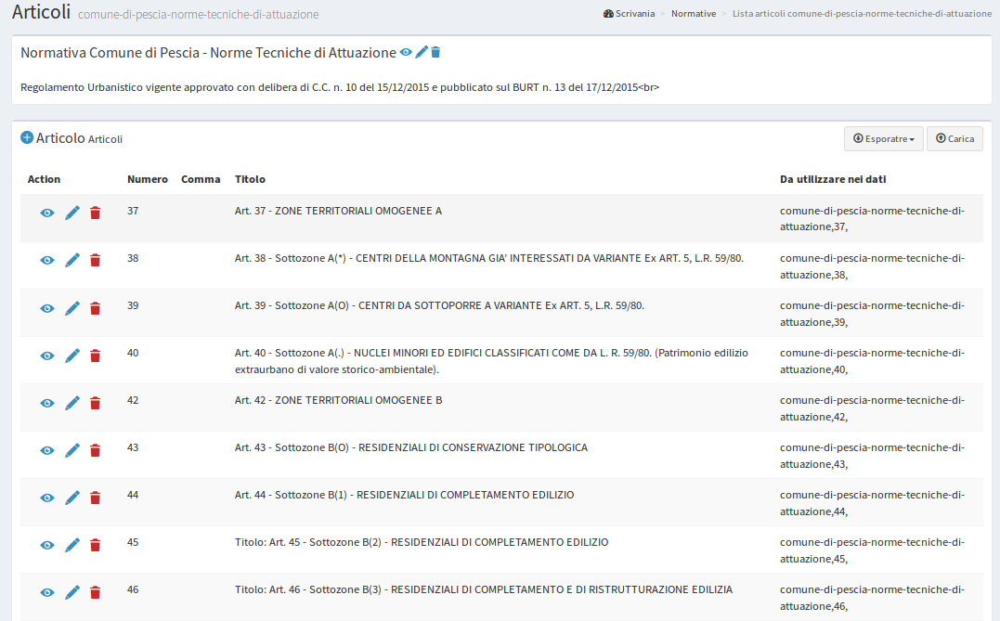 Articoli comune-di-pescia-norme-tecniche-di-attuazione
Scrivania > Normative > Lista articoli comune-di-pescia-norme-tecniche-di-attuazione
Normativa Comune di Pescia - Norme Tecniche di Attuazione
Regolamento Urbanistico vigente approvato con delibera di C.C. n. 10 del 15/12/2015 e pubblicato sul BURT n. 13 del 17/12/2015<br>
Articolo Articoli
Esporatre
Carica
Action Numero Comma Titolo Da utilizzare nei dati
37 Art. 37 - ZONE TERRITORIALI OMOGENEE A comune-di-pescia-norme-tecniche-di-
attuazione,37,
38 Art. 38 - Sottozone A(*) - CENTRI DELLA MONTAGNA GIA’ INTERESSATI DA VARIANTE Ex ART. 5, L.R. 59/80. comune-di-pescia-norme-tecniche-di-
attuazione,38,
39 Art. 39 - Sottozone A(O) - CENTRI DA SOTTOPORRE A VARIANTE Ex ART. 5, L.R. 59/80. comune-di-pescia-norme-tecniche-di-
attuazione,39,
40 Art. 40 - Sottozone A(.) - NUCLEI MINORI ED EDIFICI CLASSIFICATI COME DA L. R. 59/80. (Patrimonio edilizio comune-di-pescia-norme-tecniche-di-
extraurbano di valore storico-ambientale). attuazione,40,
42 Art. 42 - ZONE TERRITORIALI OMOGENEE B comune-di-pescia-norme-tecniche-di-
attuazione,42,
43 Art. 43 - Sottozone B(O) - RESIDENZIALI DI CONSERVAZIONE TIPOLOGICA comune-di-pescia-norme-tecniche-di-
attuazione,43,
44 Art. 44 - Sottozone B(1) - RESIDENZIALI DI COMPLETAMENTO EDILIZIO comune-di-pescia-norme-tecniche-di-
attuazione,44,
45 Titolo: Art. 45 - Sottozone B(2) - RESIDENZIALI DI COMPLETAMENTO EDILIZIO comune-di-pescia-norme-tecniche-di-
attuazione,45,
46 Titolo: Art. 46 - Sottozone B(3) - RESIDENZIALI DI COMPLETAMENTO E DI RISTRUTTURAZIONE EDILIZIA comune-di-pescia-norme-tecniche-di-
attuazione,46,